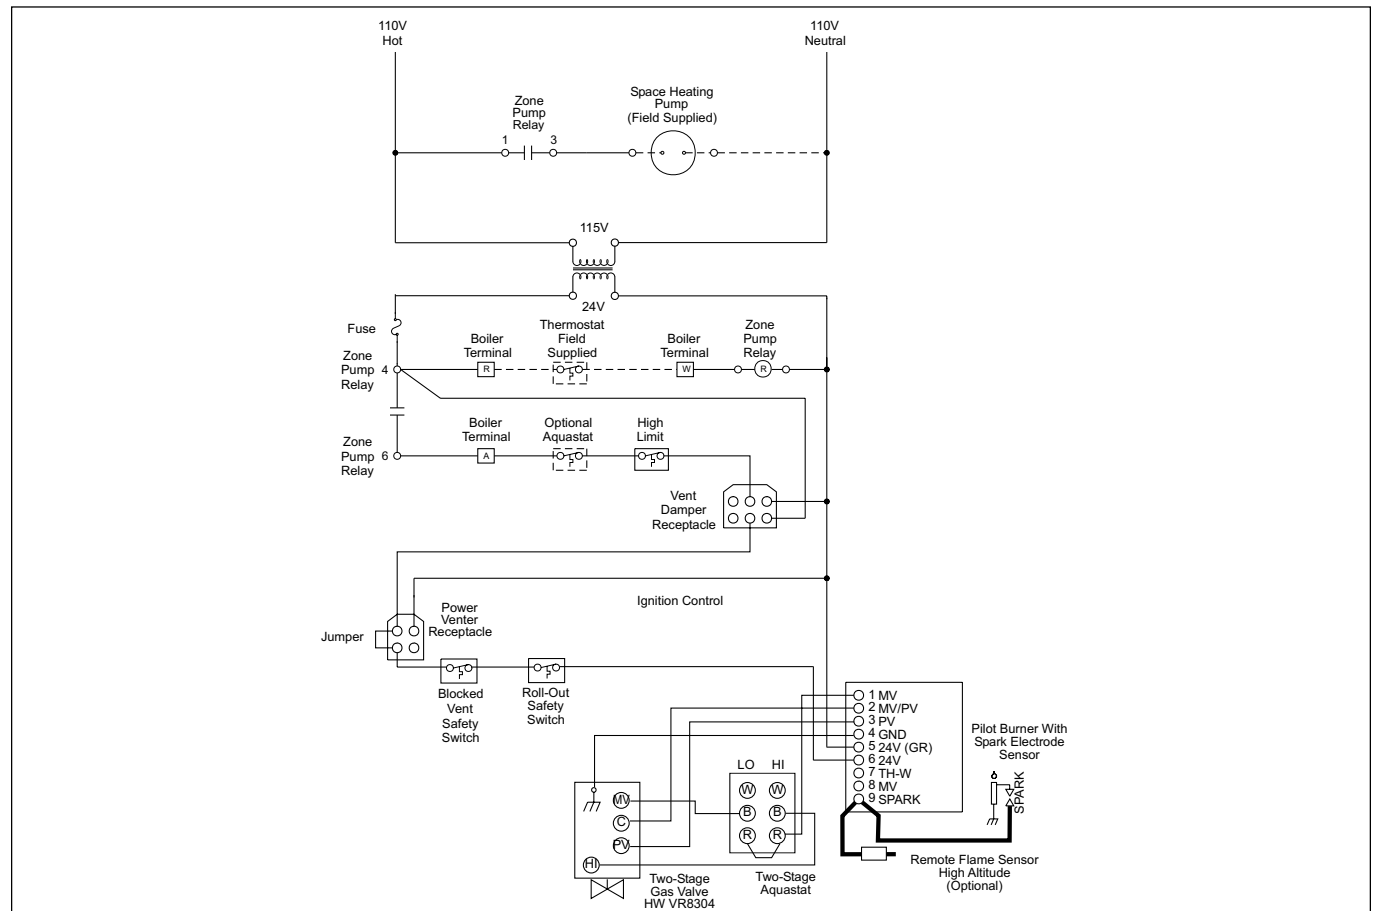 110V
Hot
110V
Neutral
Zone
Pump
Relay
1
3
Space Heating
Pump
(Field Supplied)
115V
24V
Fuse
Zone
Pump 4
Relay
Boiler
Terminal
R
Thermostat
Field
Supplied
Boiler
Terminal
W
Zone
Pump
Relay
R
Zone
Pump 6
Relay
Boiler
Terminal
A
Optional
Aquastat
High
Limit
Vent
Damper
Receptacle
Ignition Control
Jumper
Power
Venter
Receptacle
Blocked
Vent
Safety
Switch
Roll-Out
Safety
Switch
1 MV
2 MV/PV
3 PV
4 GND
5 24V (GR)
6 24V
7 TH-W
8 MV
9 SPARK
Pilot Burner With
Spark Electrode
Sensor
SPARK
LO HI
W W
B B
R R
MV
C
PV
HI
Two-Stage
Gas Valve
HW VR8304
Two-Stage
Aquastat
Remote Flame Sensor
High Altitude
(Optional)